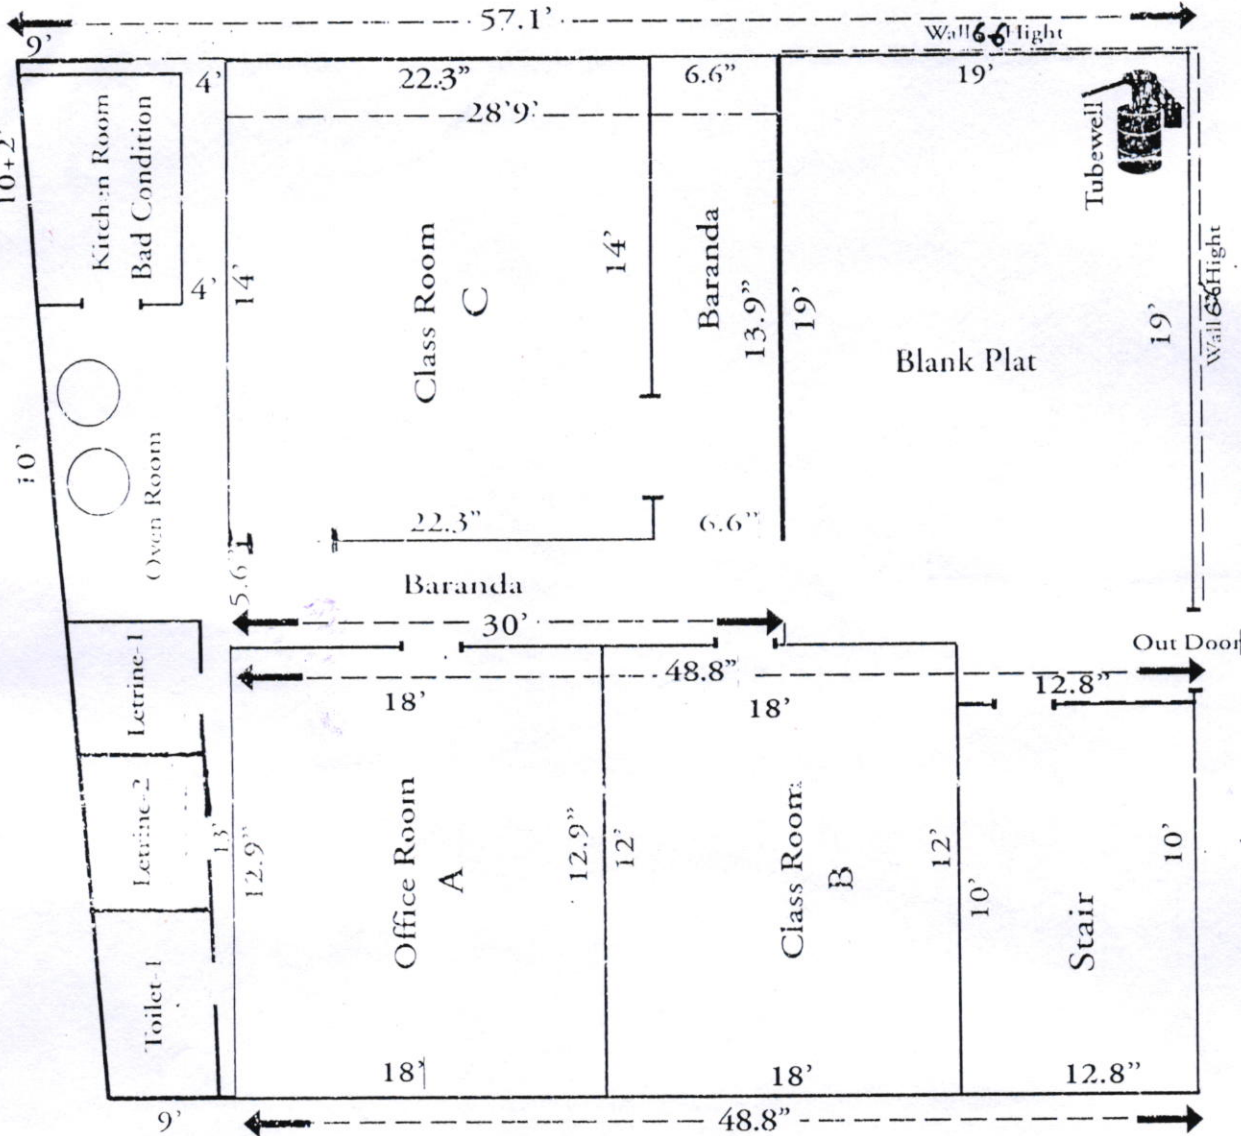 57.1'
9'
Wall 66 Hight
4'
22.3"
6.6"
19'
28'9'
10+2'
Kitchen Room
Bad Condition
Tubewell
4'
14'
Class Room
C
14'
Baranda
13.9"
19'
Blank Plat
19'
Wall 66 Hight
10'
Oven Room
22.3"
6.6"
5.6"
Baranda
30'
Out Door
Letrine-1
48.8"
12.8"
18'
18'
Letrine-2
13'
12.9"
Office Room
A
12.9"
12'
Class Room
B
12'
10'
Stair
10'
Toilet-1
18'
18'
12.8"
9'
48.8"